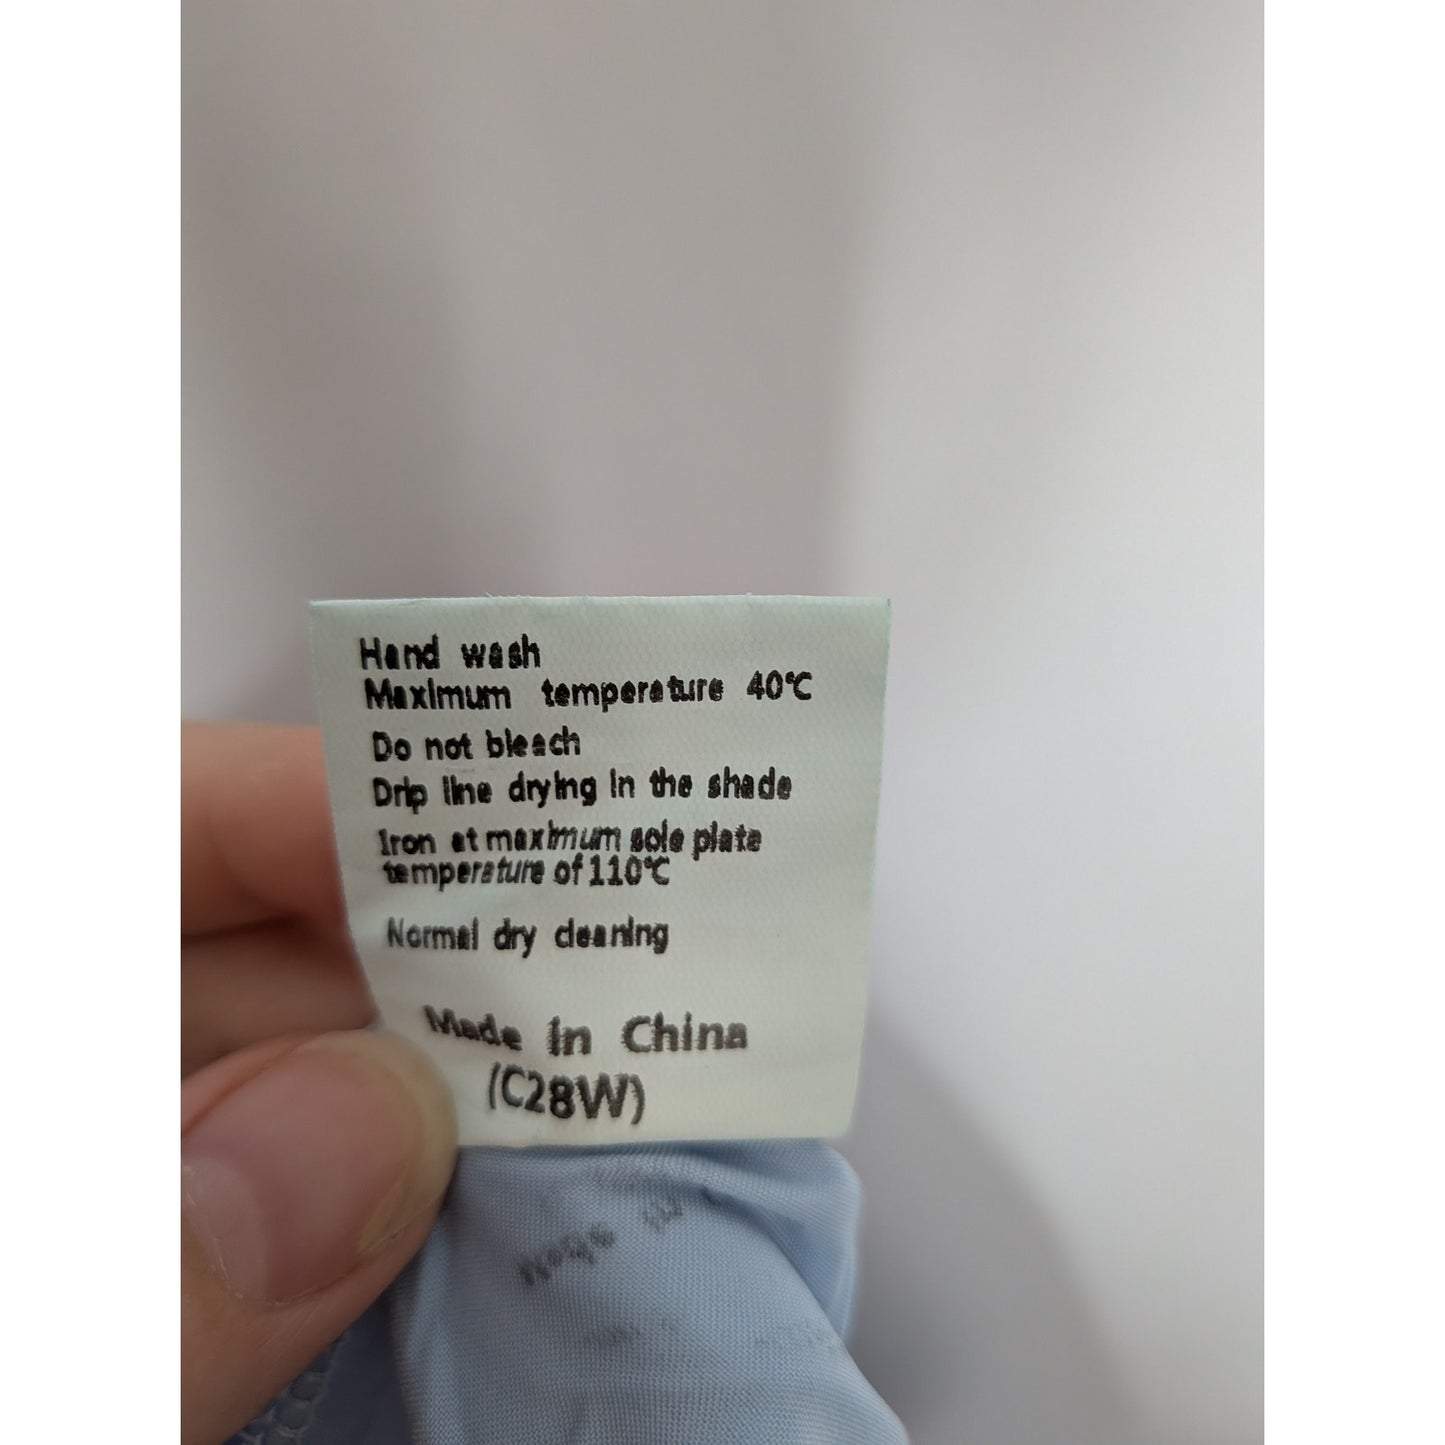 Hand wash
Maximum temperature 40℃
Do not bleach
Drip line drying in the shade
Iron at maximum sole plate
temperature of 110℃
Normal dry cleaning
Made in China
(C28W)